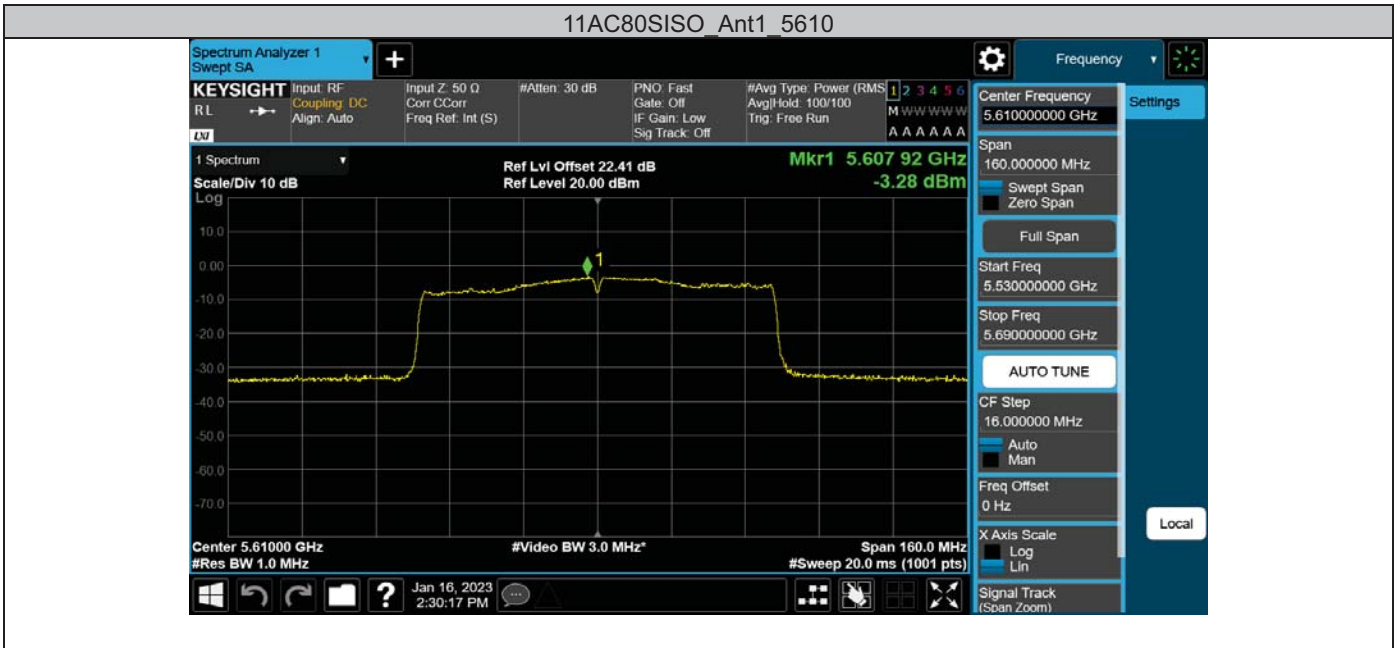 11AC80SISO_Ant1_5610
Spectrum Analyzer 1
Swept SA
+
Frequency
KEYSIGHT
RL
LXI
Input: RF
Coupling: DC
Align: Auto
Input Z: 50 Ω
Corr CCorr
Freq Ref: Int (S)
#Atten: 30 dB
PNO: Fast
Gate: Off
IF Gain: Low
Sig Track: Off
#Avg Type: Power (RMS
Avg|Hold: 100/100
Trig: Free Run
1 2 3 4 5 6
M W W W W W
A A A A A A
Center Frequency
5.610000000 GHz
Settings
1 Spectrum
Scale/Div 10 dB
Ref Lvl Offset 22.41 dB
Ref Level 20.00 dBm
Mkr1 5.607 92 GHz
-3.28 dBm
Span
160.000000 MHz
Swept Span
Zero Span
Full Span
Start Freq
5.530000000 GHz
Stop Freq
5.690000000 GHz
AUTO TUNE
CF Step
16.000000 MHz
Auto
Man
Freq Offset
0 Hz
X Axis Scale
Log
Lin
Signal Track
(Span Zoom)
Local
Log
10.0
0.00
-10.0
-20.0
-30.0
-40.0
-50.0
-60.0
-70.0
1
Center 5.61000 GHz
#Res BW 1.0 MHz
#Video BW 3.0 MHz*
Span 160.0 MHz
#Sweep 20.0 ms (1001 pts)
?
Jan 16, 2023
2:30:17 PM